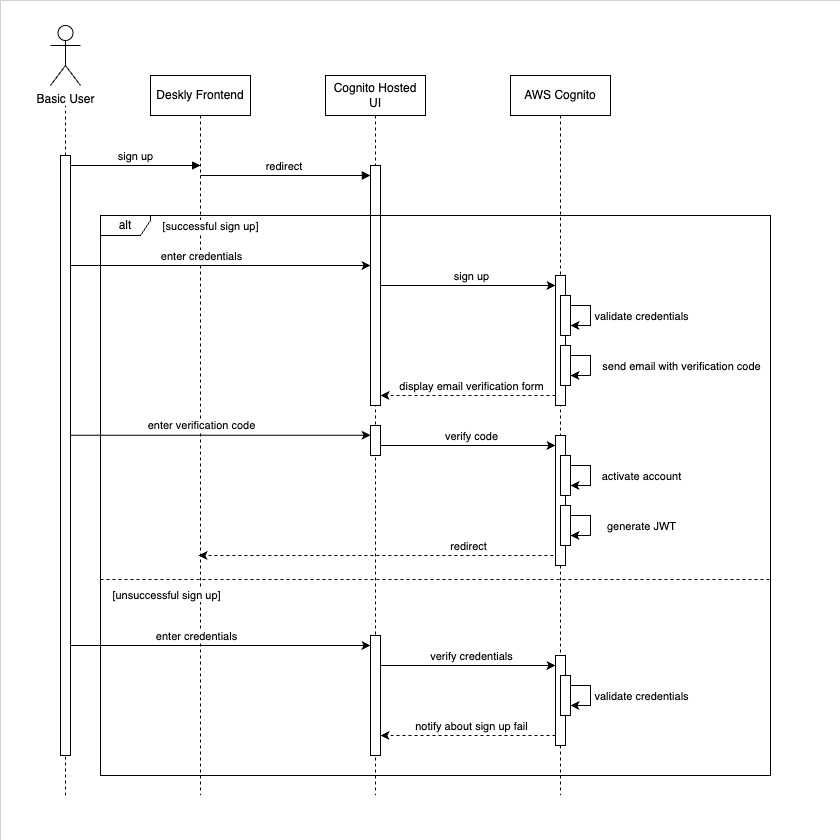 Basic User
Deskly Frontend
Cognito Hosted
UI
AWS Cognito
sign up
redirect
alt
[successful sign up]
enter credentials
sign up
validate credentials
send email with verification code
display email verification form
enter verification code
verify code
activate account
generate JWT
redirect
[unsuccessful sign up]
enter credentials
verify credentials
validate credentials
notify about sign up fail